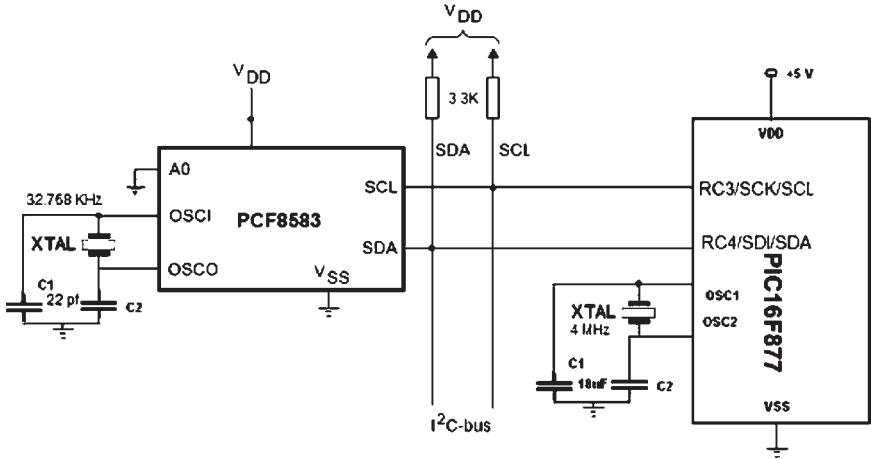 VDD
VDD
3 3K
+5 V
SDA
SCL
VDD
A0
SCL
RC3/SCK/SCL
32.768 KHz
OSCI
PCF8583
XTAL
SDA
RC4/SDI/SDA
OSCO
VSS
C1
22 pf
C2
OSC1
XTAL
4 MHz
OSC2
PIC16F877
C1
C2
VSS
I²C-bus